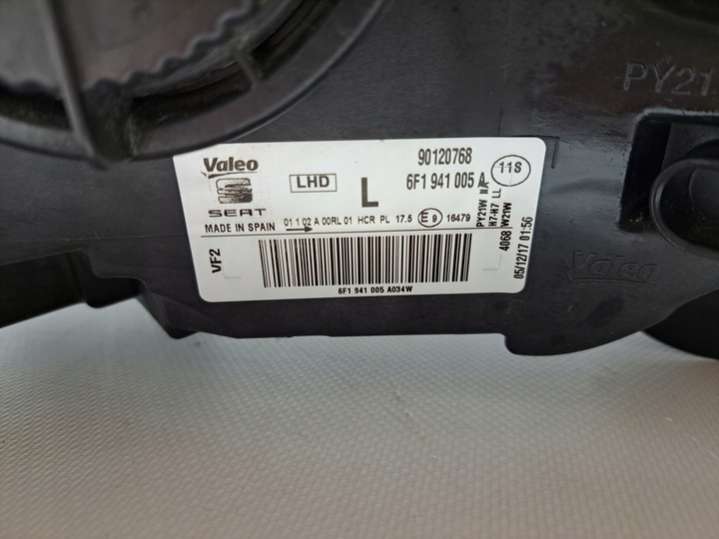 PY21
Valeo
SEAT
MADE IN SPAIN
LHD
L
90120768
6F1 941 005 A
11S
01 1 02 A 00RL 01 HCR PL 17.5 E9 16479
VF2
6F1 941 005 A034W
PY21W
H7-H7 LL
4068 W21W
05/12/17 01:56
Valeo